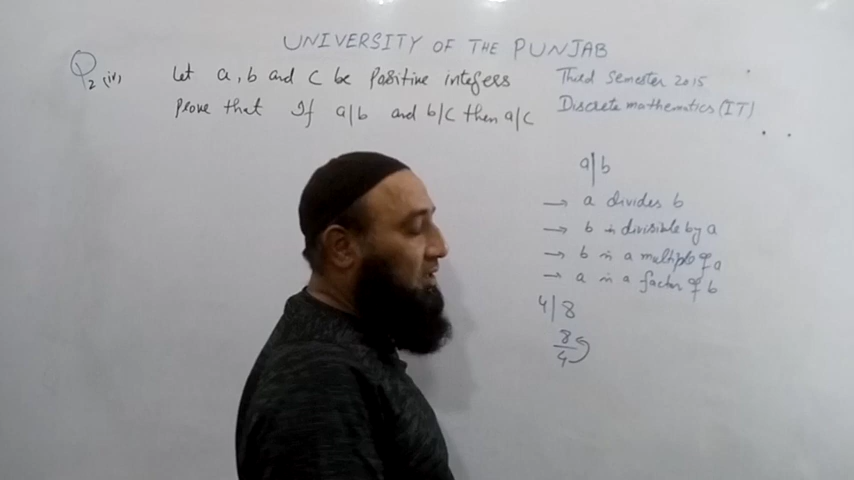 UNIVERSITY OF THE PUNJAB
Q2 (iv) Let a, b and c be Positive integers
Prove that If a|b and b|c then a|c
Third Semester 2015
Discrete mathematics (IT)
a|b
→ a divides b
→ b is divisible by a
→ b is a multiple of a
→ a is a factor of b
4|8
8
4